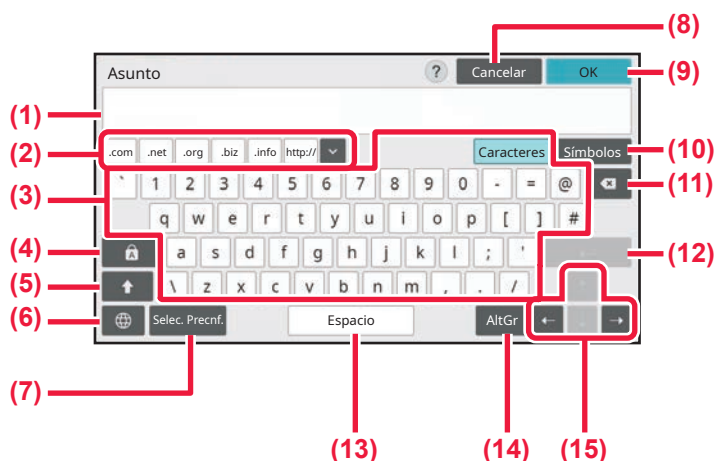 (8)
Asunto ? Cancelar OK (9)
(1)
(2) .com .net .org .biz .info http:// Caracteres Símbolos (10)
(3) ` 1 2 3 4 5 6 7 8 9 0 - = @ (11)
q w e r t y u i o p [ ] #
(4) A a s d f g h j k l ; ' (12)
(5) \ z x c v b n m , . /
(6) Selec. Precnf. Espacio AltGr ← →
(7)
(13) (14) (15)